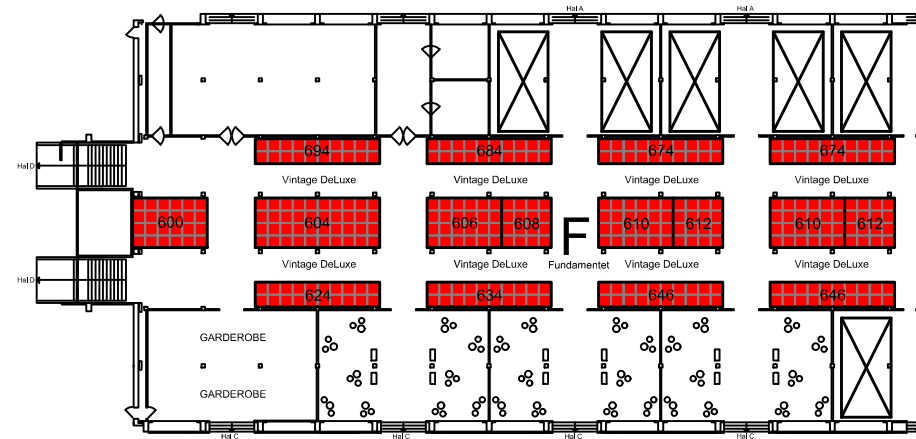 Hal A
Hal A
694
684
674
674
Hal D
Vintage DeLuxe
Vintage DeLuxe
Vintage DeLuxe
Vintage DeLuxe
600
604
606
608
F
610
612
610
612
Vintage DeLuxe
Vintage DeLuxe
Fundamentet
Vintage DeLuxe
Vintage DeLuxe
Hal D
624
634
646
646
GARDEROBE
GARDEROBE
Hal C
Hal C
Hal C
Hal C